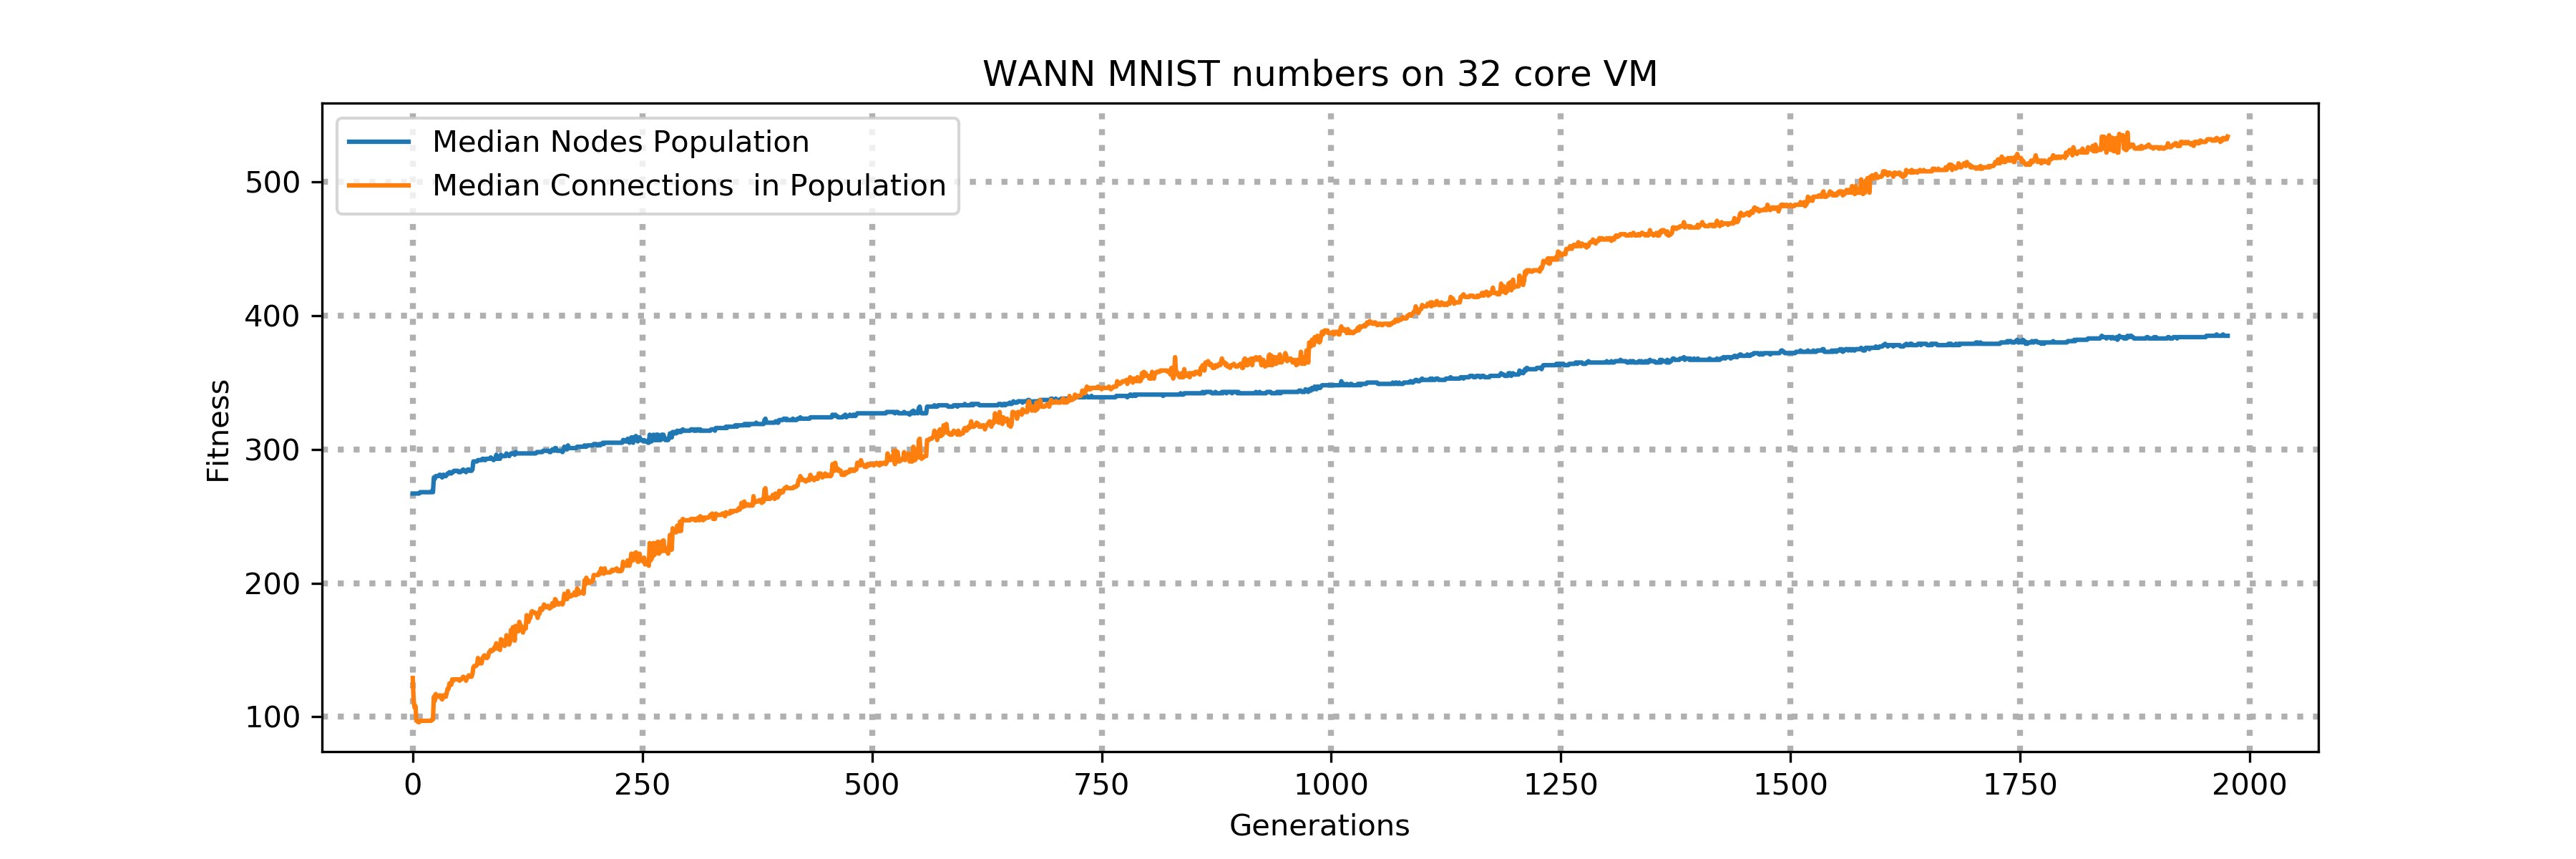 WANN MNIST numbers on 32 core VM
Median Nodes Population
Median Connections  in Population
500
400
300
200
100
Fitness
0 250 500 750 1000 1250 1500 1750 2000
Generations